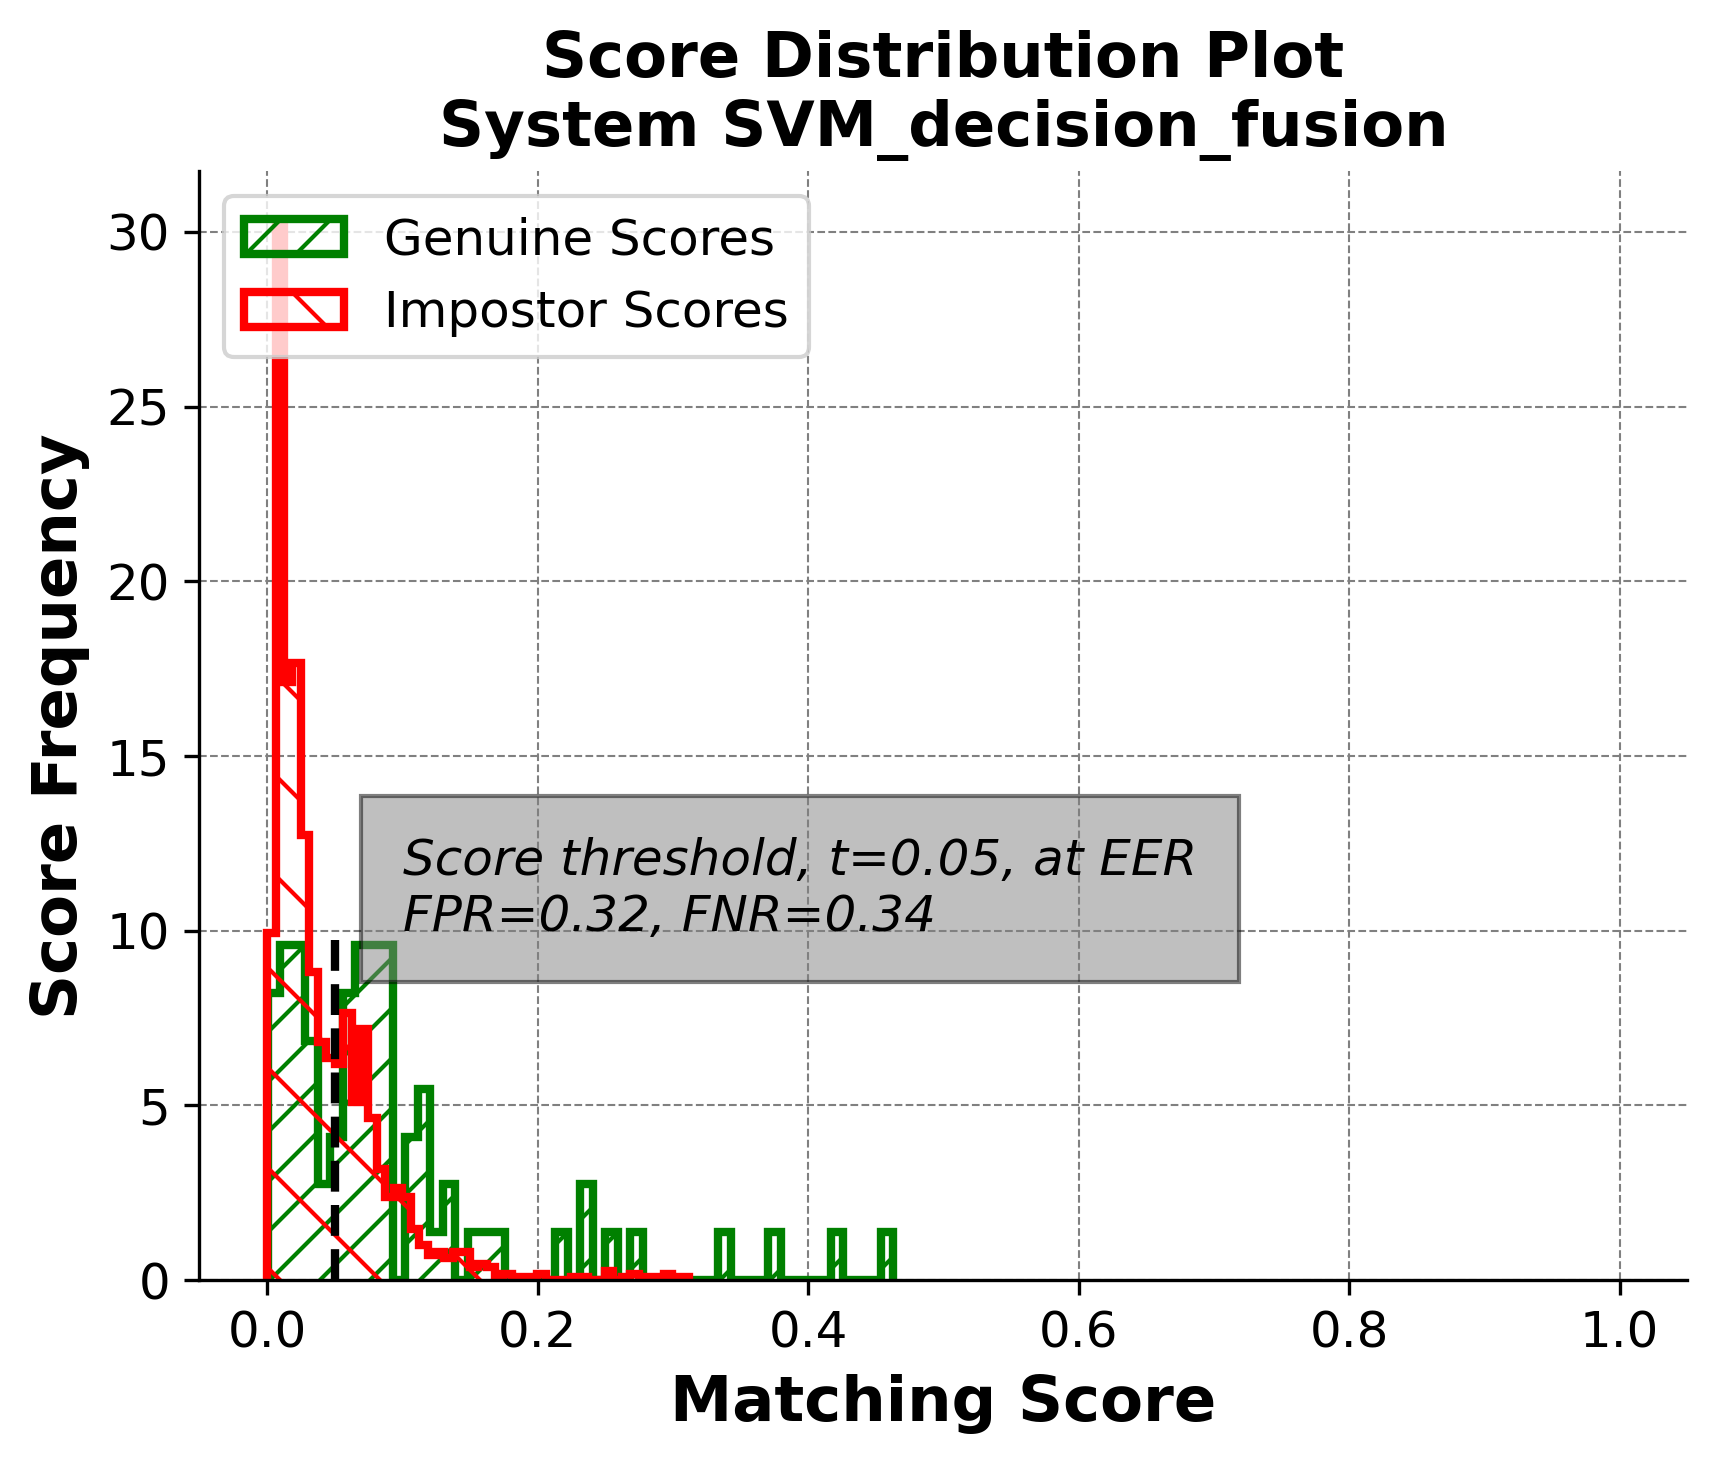 Score Distribution Plot
System SVM_decision_fusion
Genuine Scores
Impostor Scores
30
25
20
15
10
5
0
Score Frequency
Score threshold, t=0.05, at EER
FPR=0.32, FNR=0.34
0.0 0.2 0.4 0.6 0.8 1.0
Matching Score